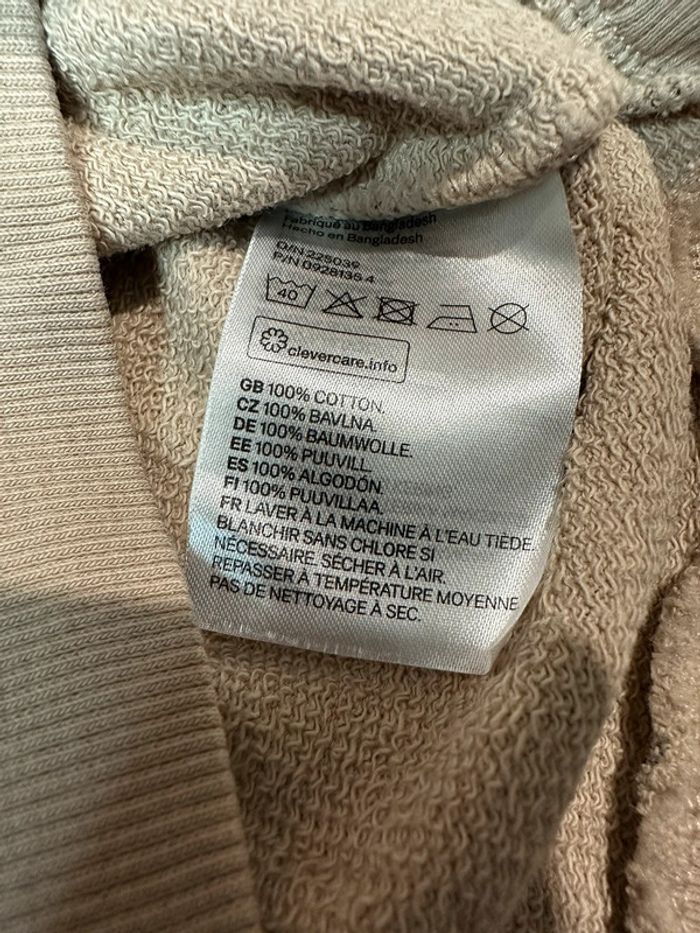 Fabriqué au Bangladesh
Hecho en Bangladesh
D/N 225039
P/N 0928135 4
40
clevercare.info
GB 100% COTTON.
CZ 100% BAVLNA.
DE 100% BAUMWOLLE.
EE 100% PUUVILL.
ES 100% ALGODÓN.
FI 100% PUUVILLAA.
FR LAVER À LA MACHINE À L'EAU TIÈDE.
BLANCHIR SANS CHLORE SI
NÉCESSAIRE. SÉCHER À L'AIR.
REPASSER À TEMPÉRATURE MOYENNE.
PAS DE NETTOYAGE À SEC.